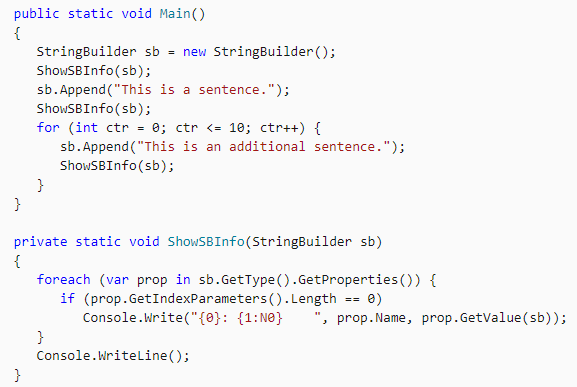 public static void Main()
{
   StringBuilder sb = new StringBuilder();
   ShowSBInfo(sb);
   sb.Append("This is a sentence.");
   ShowSBInfo(sb);
   for (int ctr = 0; ctr <= 10; ctr++) {
      sb.Append("This is an additional sentence.");
      ShowSBInfo(sb);
   }
}

private static void ShowSBInfo(StringBuilder sb)
{
   foreach (var prop in sb.GetType().GetProperties()) {
      if (prop.GetIndexParameters().Length == 0)
         Console.Write("{0}: {1:N0}    ", prop.Name, prop.GetValue(sb));
   }
   Console.WriteLine();
}